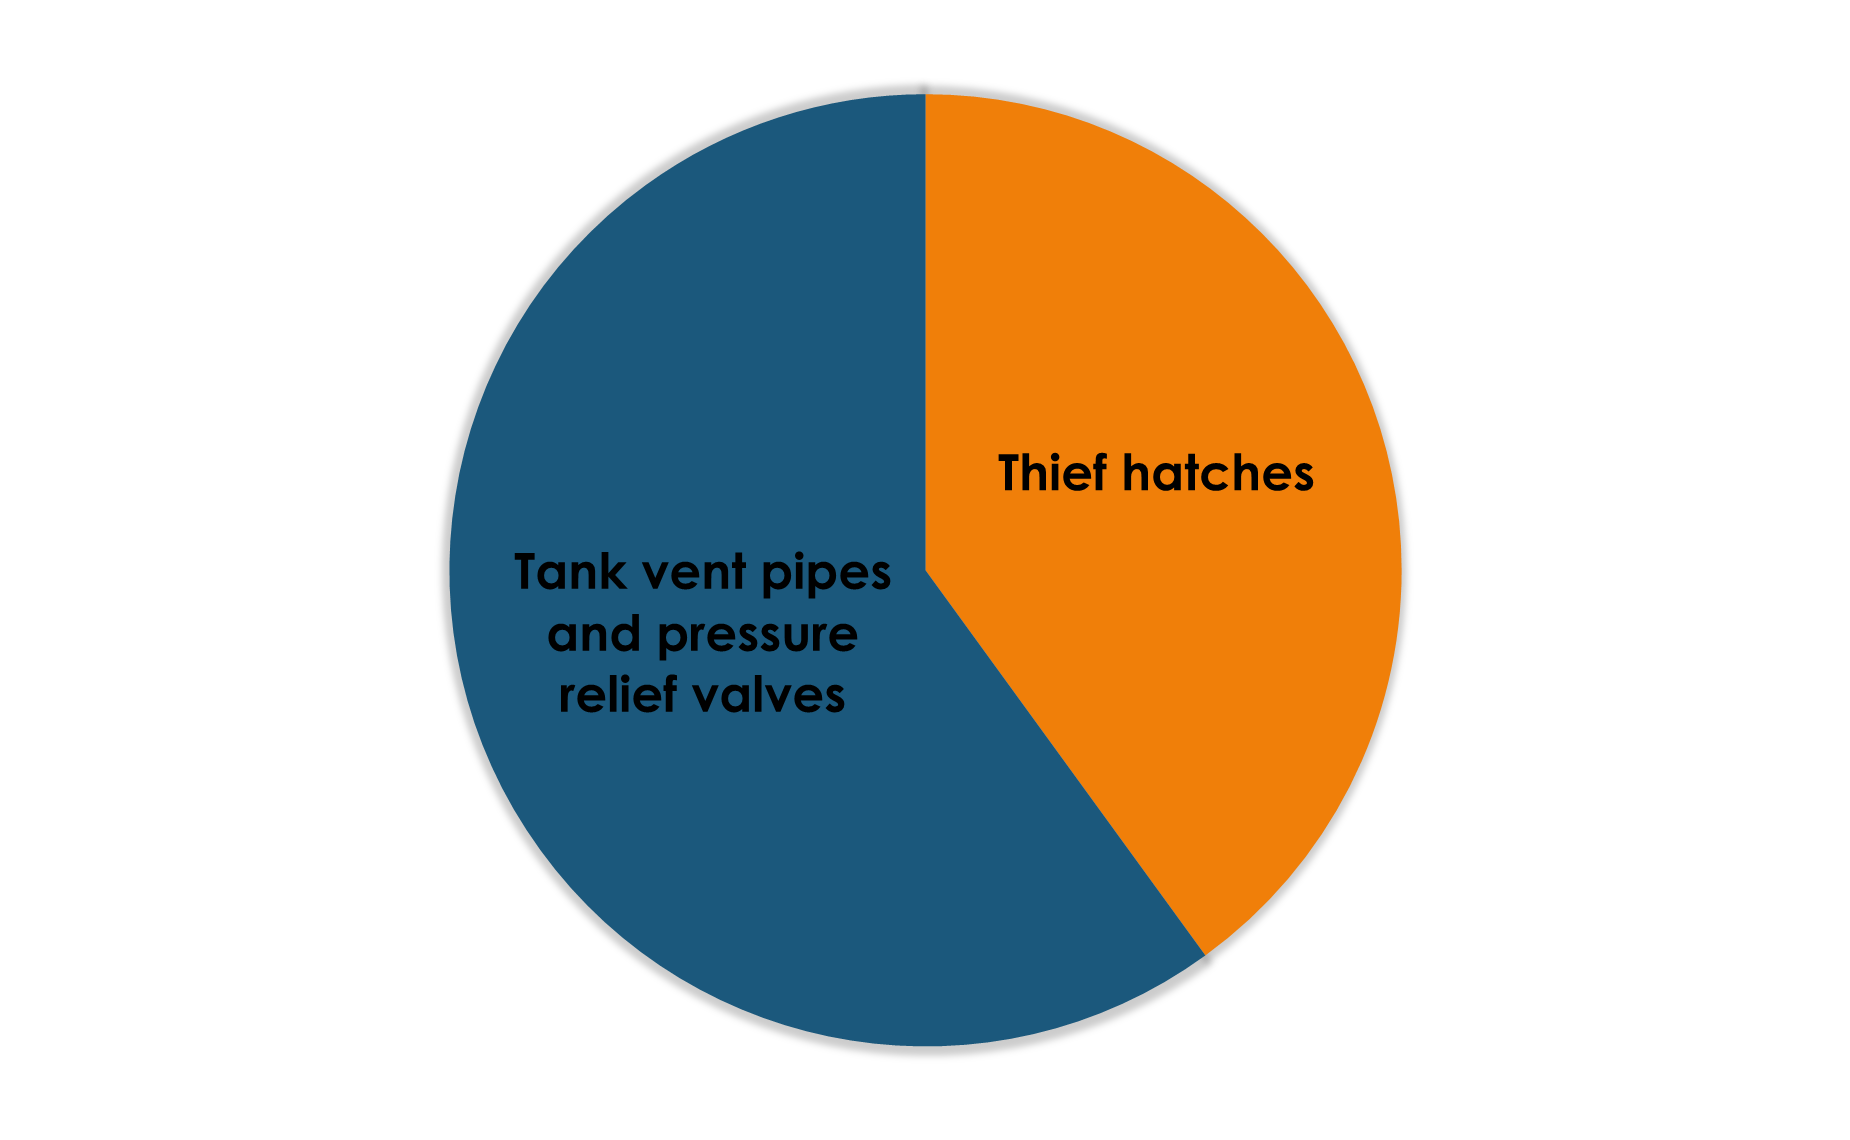 Thief hatches
Tank vent pipes
and pressure
relief valves